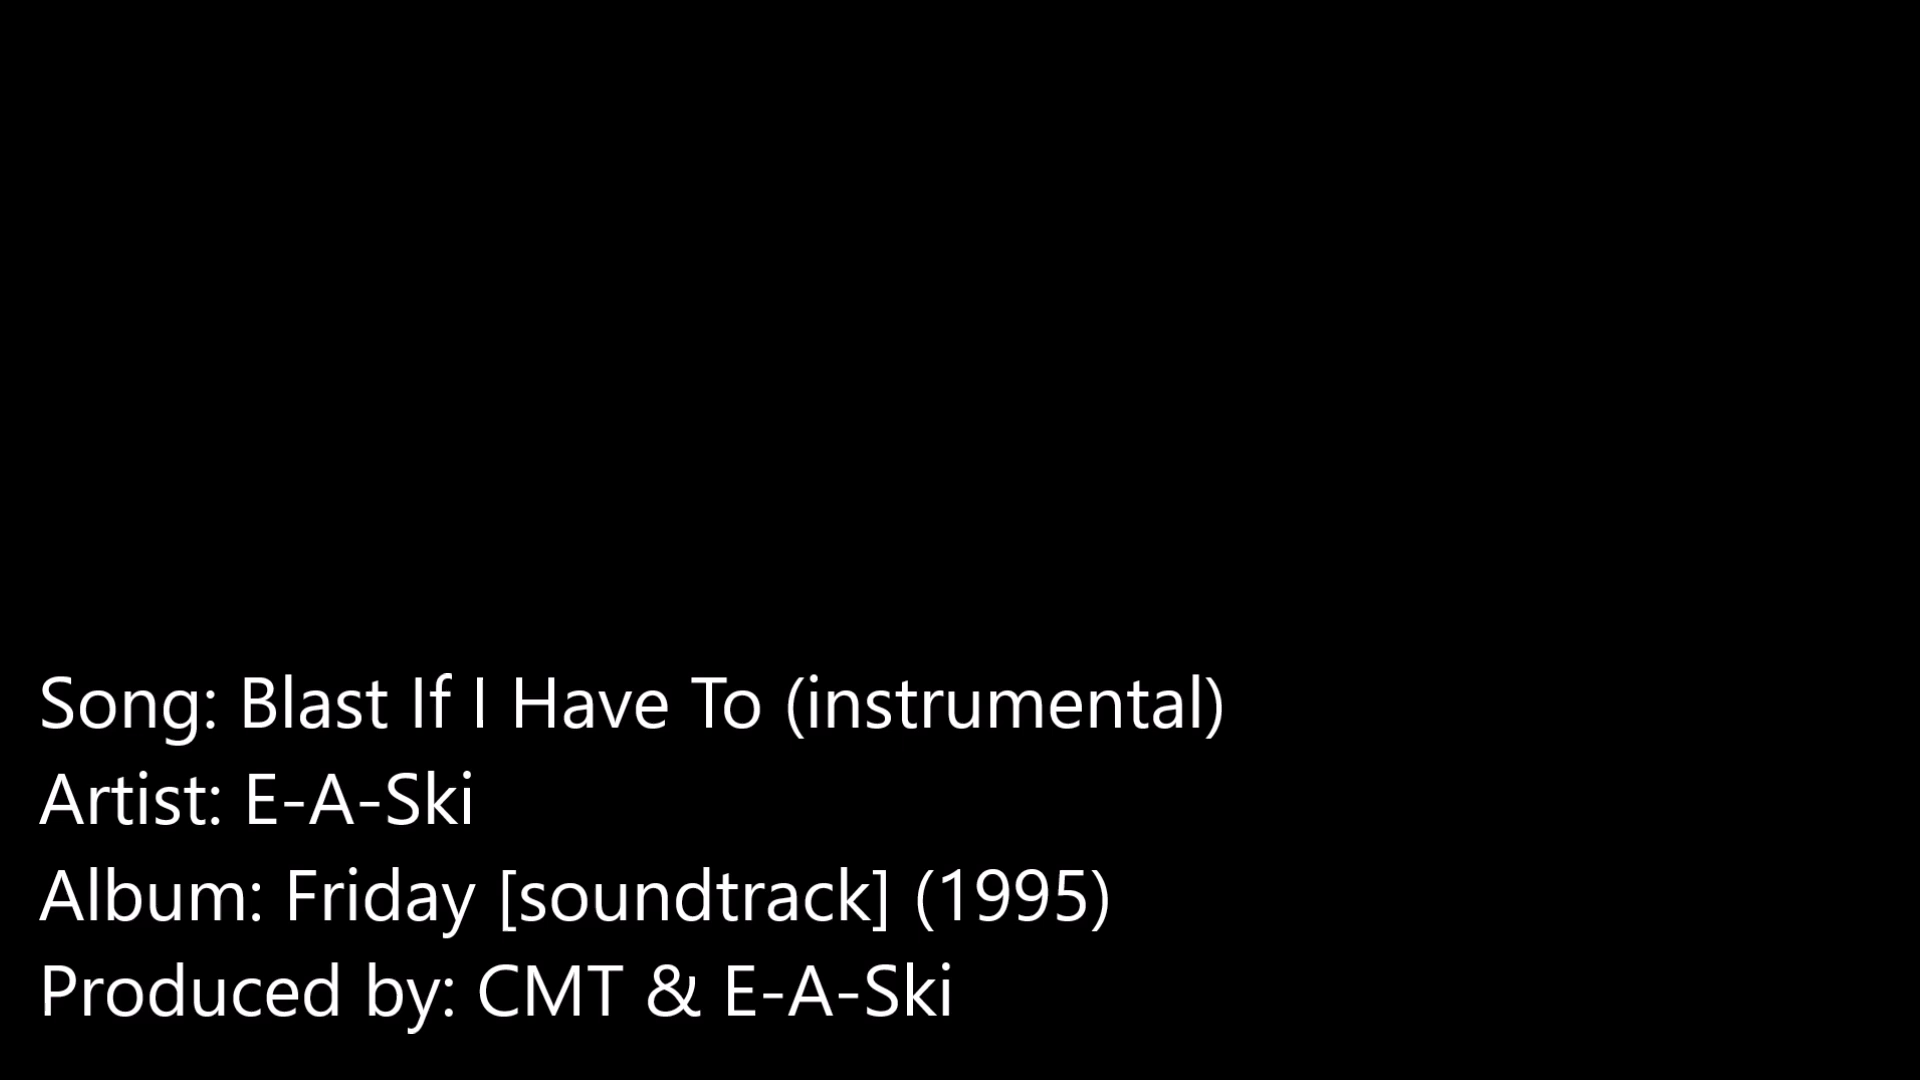 Song: Blast If I Have To (instrumental)
Artist: E-A-Ski
Album: Friday [soundtrack] (1995)
Produced by: CMT & E-A-Ski